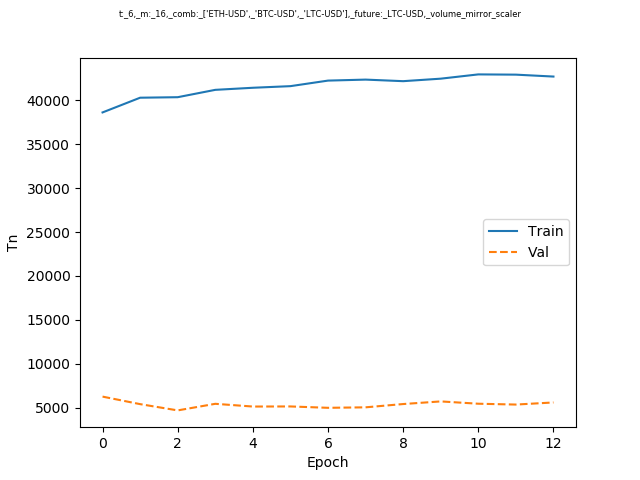 t:_6,_m:_16,_comb:_['ETH-USD',_'BTC-USD',_'LTC-USD'],_future:_LTC-USD,_volume_mirror_scaler
40000
35000
30000
25000
20000
15000
10000
5000
Tn
Train
Val
0 2 4 6 8 10 12
Epoch